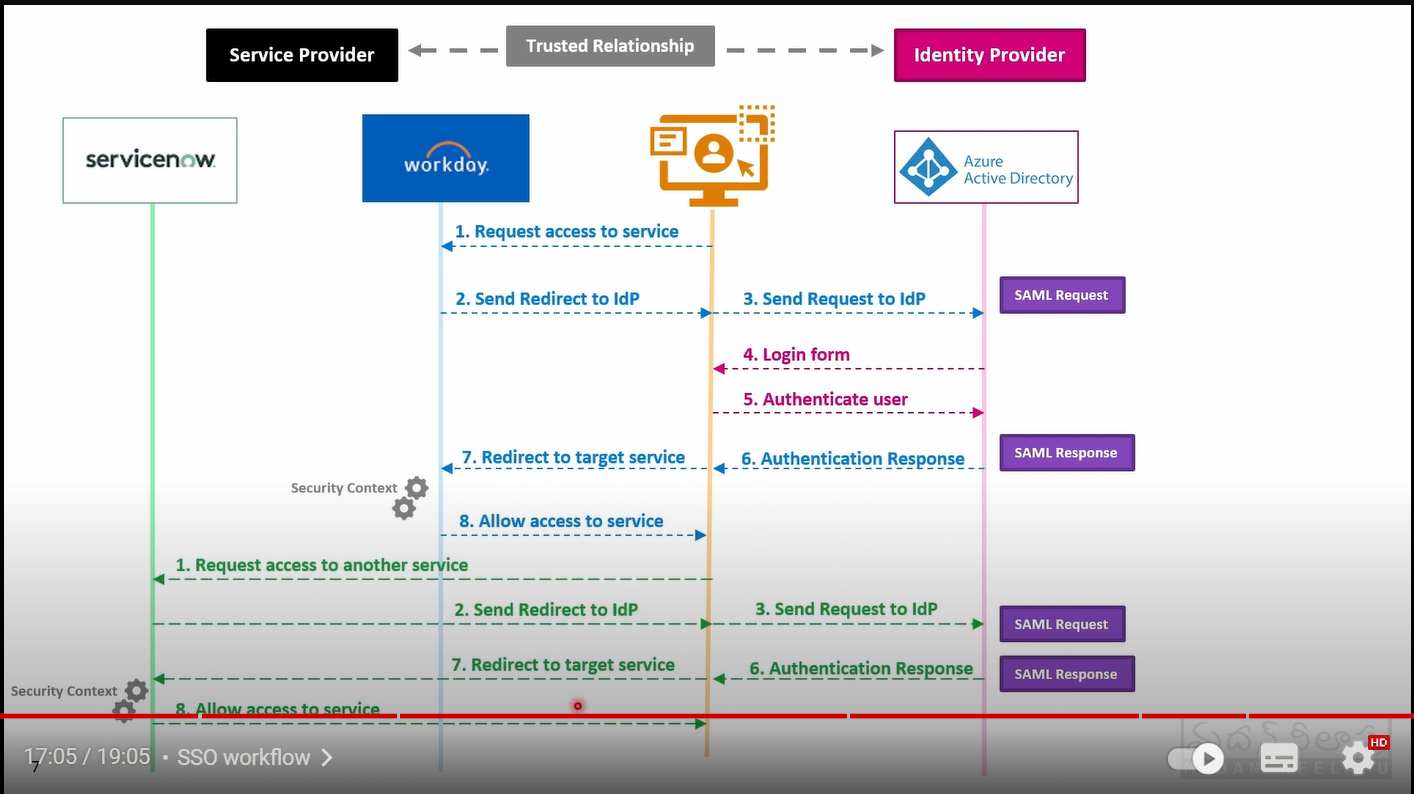 Service Provider
Trusted Relationship
Identity Provider
servicenow
workday.
Azure
Active Directory
1. Request access to service
2. Send Redirect to IdP
3. Send Request to IdP
SAML Request
4. Login form
5. Authenticate user
7. Redirect to target service
6. Authentication Response
SAML Response
Security Context
8. Allow access to service
1. Request access to another service
2. Send Redirect to IdP
3. Send Request to IdP
SAML Request
7. Redirect to target service
6. Authentication Response
SAML Response
Security Context
8. Allow access to service
17:05 / 19:05 • SSO workflow
HD
7